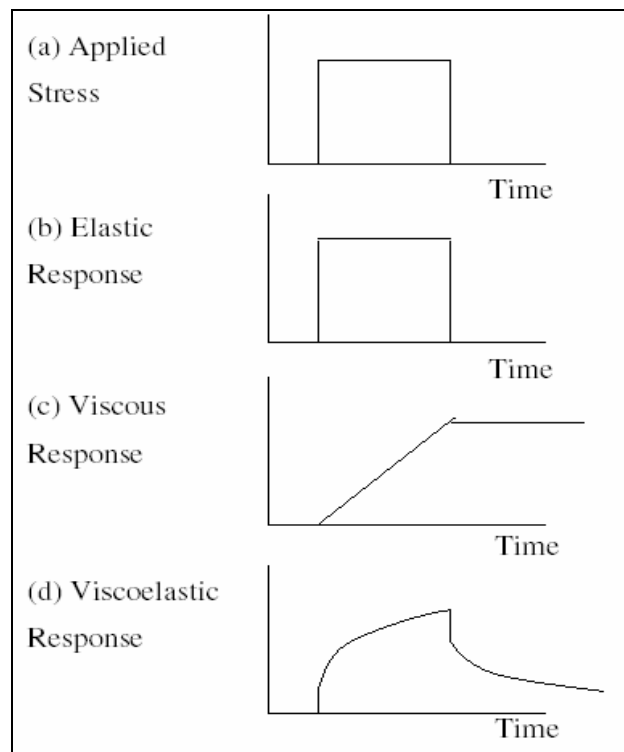 (a) Applied
Stress
Time
(b) Elastic
Response
Time
(c) Viscous
Response
Time
(d) Viscoelastic
Response
Time